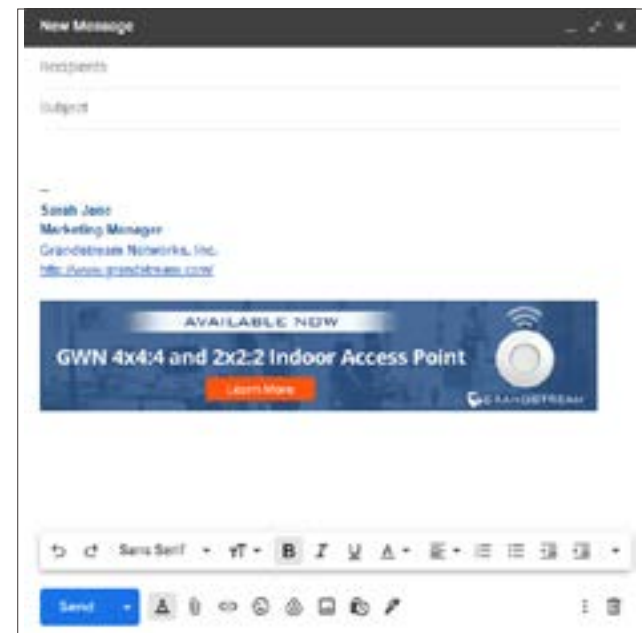 New Message
Recipients
Subject
--
Sarah Jane
Marketing Manager
Grandstream Networks, Inc.
http://www.grandstream.com/
AVAILABLE NOW
GWN 4x4:4 and 2x2:2 Indoor Access Point
Learn More
GRANDSTREAM
Sans Serif
B I U A
Send A